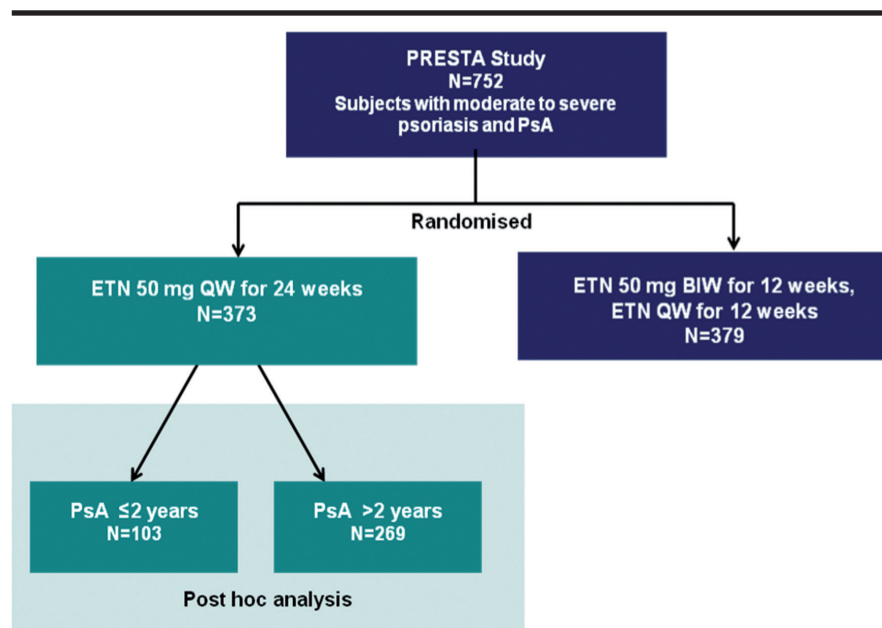 PRESTA Study
N=752
Subjects with moderate to severe
psoriasis and PsA
Randomised
ETN 50 mg QW for 24 weeks
N=373
ETN 50 mg BIW for 12 weeks,
ETN QW for 12 weeks
N=379
PsA ≤2 years
N=103
PsA >2 years
N=269
Post hoc analysis